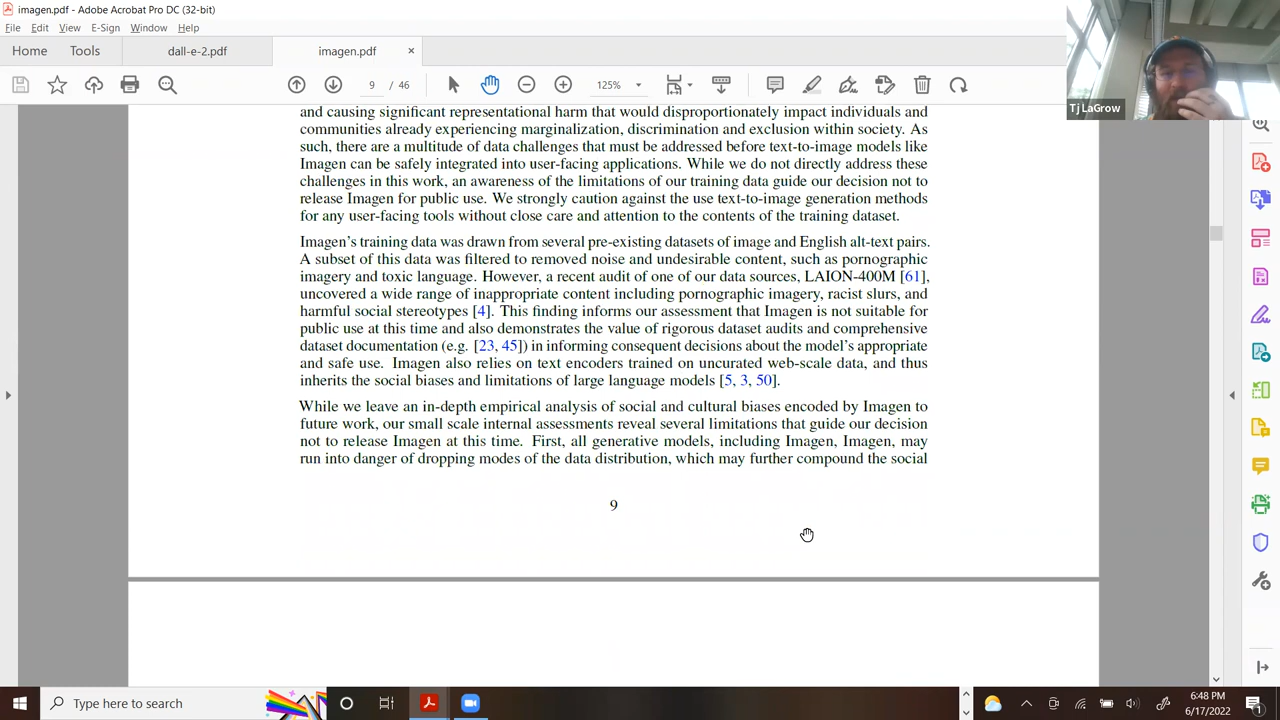 imagen.pdf - Adobe Acrobat Pro DC (32-bit)
File Edit View E-Sign Window Help
Home Tools dall-e-2.pdf imagen.pdf ×
9 / 46 125%
Tj LaGrow
and causing significant representational harm that would disproportionately impact individuals and
communities already experiencing marginalization, discrimination and exclusion within society. As
such, there are a multitude of data challenges that must be addressed before text-to-image models like
Imagen can be safely integrated into user-facing applications. While we do not directly address these
challenges in this work, an awareness of the limitations of our training data guide our decision not to
release Imagen for public use. We strongly caution against the use text-to-image generation methods
for any user-facing tools without close care and attention to the contents of the training dataset.
Imagen's training data was drawn from several pre-existing datasets of image and English alt-text pairs.
A subset of this data was filtered to removed noise and undesirable content, such as pornographic
imagery and toxic language. However, a recent audit of one of our data sources, LAION-400M [61],
uncovered a wide range of inappropriate content including pornographic imagery, racist slurs, and
harmful social stereotypes [4]. This finding informs our assessment that Imagen is not suitable for
public use at this time and also demonstrates the value of rigorous dataset audits and comprehensive
dataset documentation (e.g. [23, 45]) in informing consequent decisions about the model's appropriate
and safe use. Imagen also relies on text encoders trained on uncurated web-scale data, and thus
inherits the social biases and limitations of large language models [5, 3, 50].
While we leave an in-depth empirical analysis of social and cultural biases encoded by Imagen to
future work, our small scale internal assessments reveal several limitations that guide our decision
not to release Imagen at this time. First, all generative models, including Imagen, Imagen, may
run into danger of dropping modes of the data distribution, which may further compound the social
9
Type here to search
6:48 PM
6/17/2022
1